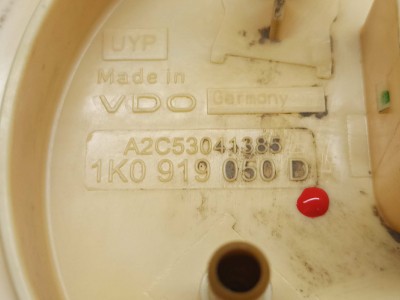 UYP
Made in
VDO Germany
A2C53041385
1K0 919 050 D